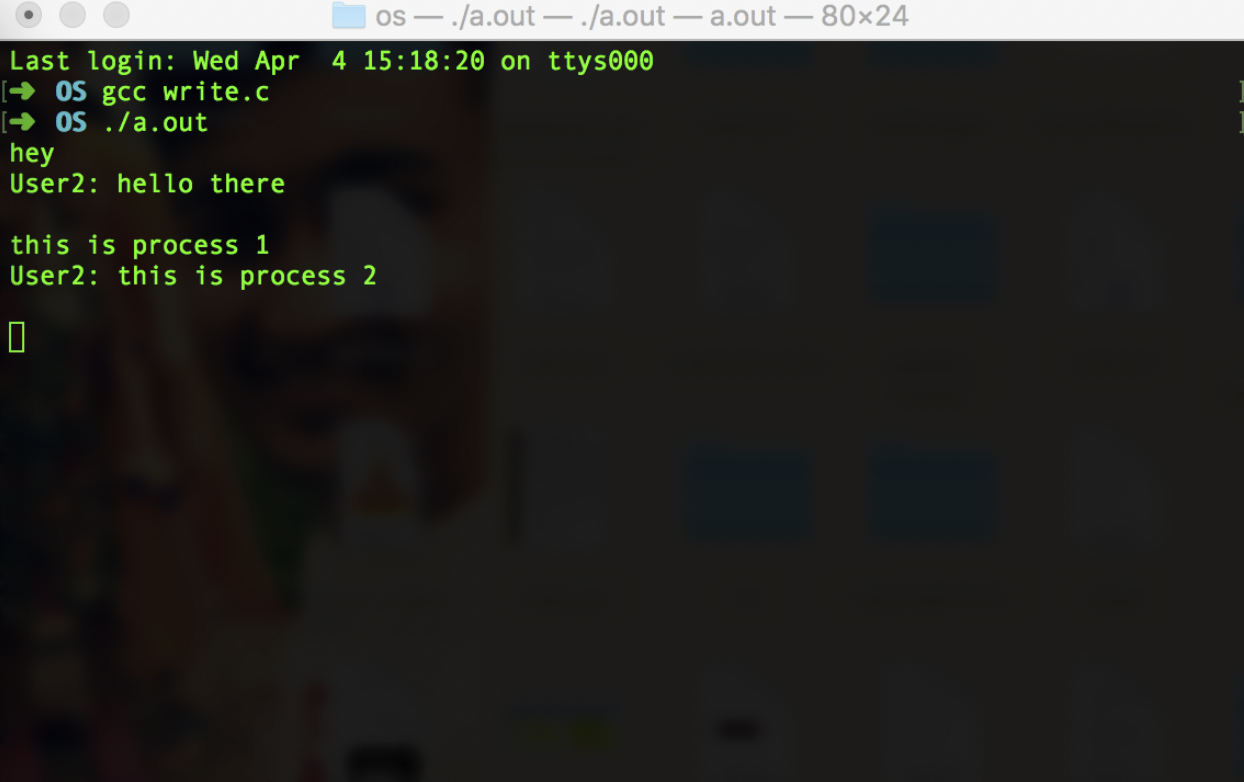 os — ./a.out — ./a.out — a.out — 80×24
Last login: Wed Apr  4 15:18:20 on ttys000
[➜  OS gcc write.c ]
[➜  OS ./a.out ]
hey
User2: hello there
this is process 1
User2: this is process 2